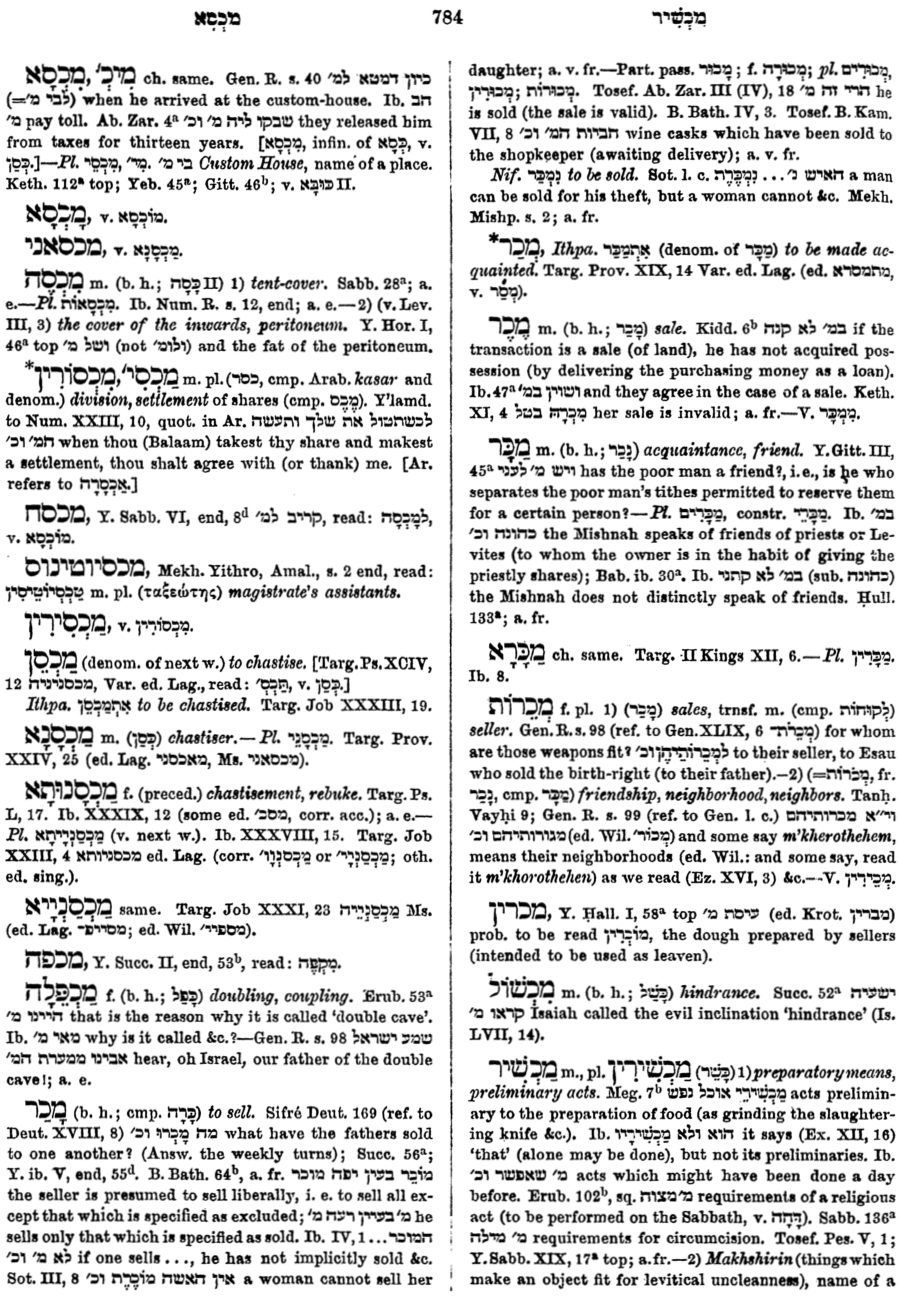 מכסא 784 מכשיר
מִכְסָא, מִיכְ׳ ch. same. Gen. R. s. 40 כיון דמטא למ׳
(=לבי מ׳) when he arrived at the custom-house. Ib. הב
מ׳ pay toll. Ab. Zar. 4ᵃ שבקו ליה מ׳ וכ׳ they released him
from taxes for thirteen years. [מִכְסָא, infin. of כְּסָא, v.
כְּסַן.]—Pl. מִכְסֵי, מִי׳. בי מ׳ Custom House, name of a place.
Keth. 112ᵃ top; Yeb. 45ᵃ; Gitt. 46ᵇ; v. כּוּבָּא II.
מָכְסָא, v. מוֹכְסָא.
מכסאני, v. מַכְסָנָא.
מִכְסֶה m. (b. h.; כָּסָה II) 1) tent-cover. Sabb. 28ᵃ; a.
e.—Pl. מִכְסָאוֹת. Ib. Num. R. s. 12, end; a. e.—2) (v. Lev.
III, 3) the cover of the inwards, peritoneum. Y. Hor. I,
46ᵃ top ושל מ׳ (not ולומ׳) and the fat of the peritoneum.
*מִכְסוֹרִין, מִכְסִי׳ m. pl. (כסר, cmp. Arab. kasar and
denom.) division, settlement of shares (cmp. מֶכֶס). Y'lamd.
to Num. XXIII, 10, quot. in Ar. לכשתטול את שלך ותעשה
חמ׳ וכ׳ when thou (Balaam) takest thy share and makest
a settlement, thou shalt agree with (or thank) me. [Ar.
refers to אַכְסָרָה.]
מכסח, Y. Sabb. VI, end, 8ᵈ קריב למ׳, read: לְמָכְסָה,
v. מוֹכְסָא.
מכסיוטינוס, Mekh. Yithro, Amal., s. 2 end, read:
טַכְסְיוֹטִיסִין m. pl. (ταξεώτης) magistrate's assistants.
מַכְסִירִין, v. מִכְסוֹרִין.
מַכְסֵן (denom. of next w.) to chastise. [Targ. Ps. XCIV,
12 מכסניניה, Var. ed. Lag., read: תַּכְסְ׳, v. כְּסַן.]
Ithpa. אִתְמַכְסַן to be chastised. Targ. Job XXXIII, 19.
מַכְסָנָא m. (כְּסַן) chastiser.—Pl. מַכְסָנֵי. Targ. Prov.
XXIV, 25 (ed. Lag. מאכסני, Ms. מכסאני).
מַכְסָנוּתָא f. (preced.) chastisement, rebuke. Targ. Ps.
L, 17. Ib. XXXIX, 12 (some ed. מסכ׳, corr. acc.); a. e.—
Pl. מַכְסַנְיָיתָא (v. next w.). Ib. XXXVIII, 15. Targ. Job
XXIII, 4 מכסניותא ed. Lag. (corr. מַכְסַנְוָו׳ or מַכְסַנְיָי׳; oth.
ed. sing.).
מַכְסַנְיָיא same. Targ. Job XXXI, 23 מַכְסַנְיֵיה Ms.
(ed. Lag. מסוייפ־; ed. Wil. מספיי׳).
מכפה, Y. Succ. II, end, 53ᵇ, read: מִקְפֶּה.
מַכְפֵּלָה f. (b. h.; כָּפַל) doubling, coupling. Erub. 53ᵃ
היינו מ׳ that is the reason why it is called ‘double cave’.
Ib. מאי מ׳ why is it called &c.?—Gen. R. s. 98 שמע ישראל
אבינו ממערת המ׳ hear, oh Israel, our father of the double
cave!; a. e.
מָכַר (b. h.; cmp. כָּרָה) to sell. Sifré Deut. 169 (ref. to
Deut. XVIII, 8) מה מָכְרוּ וכ׳ what have the fathers sold
to one another? (Answ. the weekly turns); Succ. 56ᵃ;
Y. ib. V, end, 55ᵈ. B. Bath. 64ᵇ, a. fr. מוֹכֵר בעין יפה מוכר
the seller is presumed to sell liberally, i. e. to sell all ex-
cept that which is specified as excluded; מ׳ בעיין רעה מ׳ he
sells only that which is specified as sold. Ib. IV, 1 המוכר...
לא מ׳ וכ׳ if one sells ..., he has not implicitly sold &c.
Sot. III, 8 אין האשה מוֹכֶרֶת וכ׳ a woman cannot sell her
daughter; a. v. fr.—Part. pass. מָכוּר; f. מְכוּרָה; pl. מְכוּרִים,
מְכוּרִין; מְכוּרוֹת. Tosef. Ab. Zar. III (IV), 18 הרי זה מ׳ he
is sold (the sale is valid). B. Bath. IV, 3. Tosef. B. Kam.
VII, 8 חביות המ׳ וכ׳ wine casks which have been sold to
the shopkeeper (awaiting delivery); a. v. fr.
Nif. נִמְכַּר to be sold. Sot. l. c. האיש נ׳ ... נִמְכֶּרֶת a man
can be sold for his theft, but a woman cannot &c. Mekh.
Mishp. s. 2; a. fr.
*מְכַר, Ithpa. אִתְמַכַּר (denom. of מַכָּר) to be made ac-
quainted. Targ. Prov. XIX, 14 Var. ed. Lag. (ed. מתמסרא,
v. מְסַר).
מֶכֶר m. (b. h.; מָכַר) sale. Kidd. 6ᵇ במ׳ לא קנה if the
transaction is a sale (of land), he has not acquired pos-
session (by delivering the purchasing money as a loan).
Ib. 47ᵃ ושוין במ׳ and they agree in the case of a sale. Keth.
XI, 4 מִכְרָהּ בטל her sale is invalid; a. fr.—V. מִמְכָּר.
מַכָּר m. (b. h.; נָכַר) acquaintance, friend. Y. Gitt. III,
45ᵃ ויש מ׳ לעני has the poor man a friend?, i. e., is he who
separates the poor man's tithes permitted to reserve them
for a certain person?—Pl. מַכָּרִים, constr. מַכָּרֵי. Ib. במ׳
כהונה וכ׳ the Mishnah speaks of friends of priests or Le-
vites (to whom the owner is in the habit of giving the
priestly shares); Bab. ib. 30ᵃ. Ib. במ׳ לא קתני (sub. כהונה)
the Mishnah does not distinctly speak of friends. Ḥull.
133ᵃ; a. fr.
מַכָּרָא ch. same. Targ. II Kings XII, 6.—Pl. מַכָּרִין.
Ib. 8.
מְכֵרוֹת f. pl. 1) (מָכַר) sales, trnsf. m. (cmp. לְקוּחוֹת)
seller. Gen. R. s. 98 (ref. to Gen. XLIX, 6 מְכֵרֹת־) for whom
are those weapons fit? לִמְכֵרוֹתֵיהֶן וכ׳ to their seller, to Esau
who sold the birth-right (to their father).—2) (=מְכֹרוֹת, fr.
נָכַר, cmp. מַכָּר) friendship, neighborhood, neighbors. Tanḥ.
Vayḥi 9; Gen. R. s. 99 (ref. to Gen. l. c.) וי״א מכרותיהם
מגורותיהם וכ׳ (ed. Wil. מְכוֹר׳) and some say m'kherothehem,
means their neighborhoods (ed. Wil.: and some say, read
it m'khorothehen) as we read (Ez. XVI, 3) &c.—V. מְכֵירִין.
מכרין, Y. Ḥall. I, 58ᵃ top עיסת מ׳ (ed. Krot. מברין)
prob. to be read מוֹכְרִין, the dough prepared by sellers
(intended to be used as leaven).
מִכְשׁוֹל m. (b. h.; כָּשַׁל) hindrance. Succ. 52ᵃ ישעיה
קראו מ׳ Isaiah called the evil inclination ‘hindrance’ (Is.
LVII, 14).
מַכְשִׁיר m., pl. מַכְשִׁירִין (כָּשַׁר) 1) preparatory means,
preliminary acts. Meg. 7ᵇ מַכְשִׁירֵי אוכל נפש acts prelimin-
ary to the preparation of food (as grinding the slaughter-
ing knife &c.). Ib. הוא ולא מַכְשִׁירָיו it says (Ex. XII, 16)
‘that’ (alone may be done), but not its preliminaries. Ib.
מ׳ שאפשר וכ׳ acts which might have been done a day
before. Erub. 102ᵇ, sq. מ׳ מצוה requirements of a religious
act (to be performed on the Sabbath, v. דָּחָה). Sabb. 136ᵃ
מ׳ מילה requirements for circumcision. Tosef. Pes. V, 1;
Y. Sabb. XIX, 17ᵃ top; a. fr.—2) Makhshirin (things which
make an object fit for levitical uncleanness), name of a